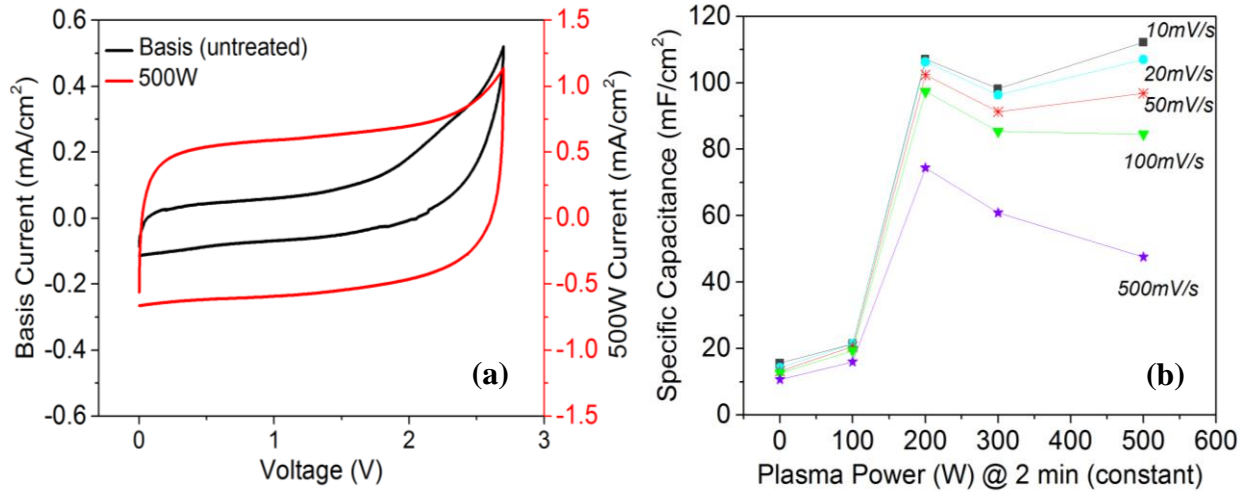 Basis (untreated)
500W
0.6
0.4
0.2
0.0
-0.2
-0.4
-0.6
Basis Current (mA/cm²)
1.5
1.0
0.5
0.0
-0.5
-1.0
-1.5
500W Current (mA/cm²)
0
1
2
3
Voltage (V)
(a)
120
100
80
60
40
20
0
Specific Capacitance (mF/cm²)
10mV/s
20mV/s
50mV/s
100mV/s
500mV/s
(b)
0
100
200
300
400
500
600
Plasma Power (W) @ 2 min (constant)